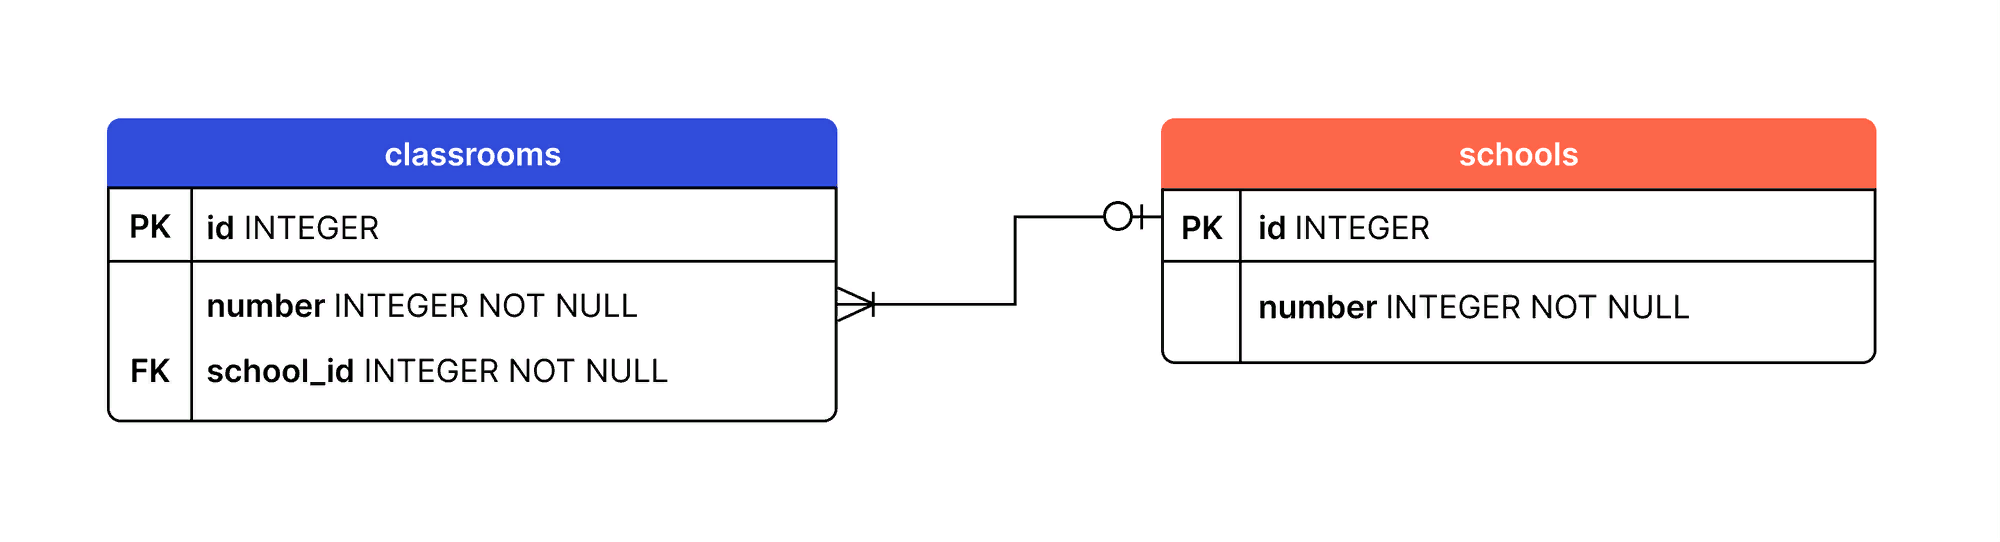 classrooms
PK id INTEGER
number INTEGER NOT NULL
FK school_id INTEGER NOT NULL
schools
PK id INTEGER
number INTEGER NOT NULL